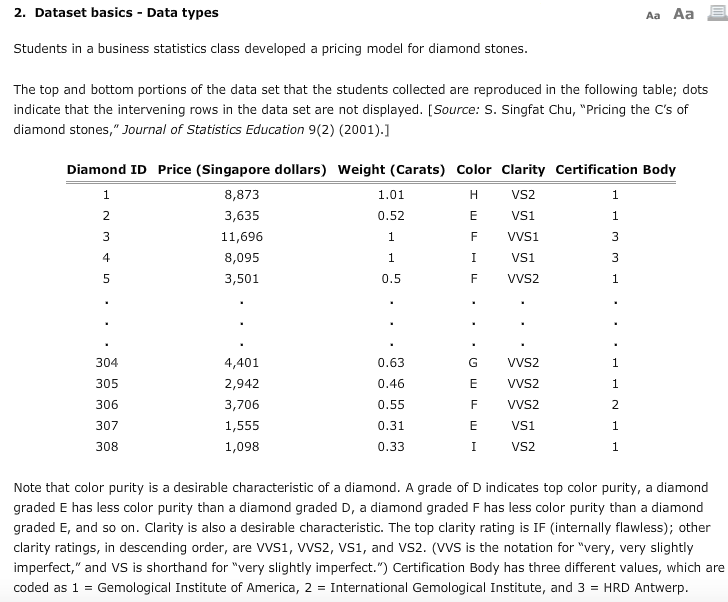 2. Dataset basics - Data types
Aa Aa
Students in a business statistics class developed a pricing model for diamond stones.
The top and bottom portions of the data set that the students collected are reproduced in the following table; dots
indicate that the intervening rows in the data set are not displayed. [Source: S. Singfat Chu, “Pricing the C’s of
diamond stones,” Journal of Statistics Education 9(2) (2001).]
Diamond ID Price (Singapore dollars) Weight (Carats) Color Clarity Certification Body
1 8,873 1.01 H VS2 1
2 3,635 0.52 E VS1 1
3 11,696 1 F VVS1 3
4 8,095 1 I VS1 3
5 3,501 0.5 F VVS2 1
. . . . . .
. . . . . .
. . . . . .
304 4,401 0.63 G VVS2 1
305 2,942 0.46 E VVS2 1
306 3,706 0.55 F VVS2 2
307 1,555 0.31 E VS1 1
308 1,098 0.33 I VS2 1
Note that color purity is a desirable characteristic of a diamond. A grade of D indicates top color purity, a diamond
graded E has less color purity than a diamond graded D, a diamond graded F has less color purity than a diamond
graded E, and so on. Clarity is also a desirable characteristic. The top clarity rating is IF (internally flawless); other
clarity ratings, in descending order, are VVS1, VVS2, VS1, and VS2. (VVS is the notation for “very, very slightly
imperfect,” and VS is shorthand for “very slightly imperfect.”) Certification Body has three different values, which are
coded as 1 = Gemological Institute of America, 2 = International Gemological Institute, and 3 = HRD Antwerp.